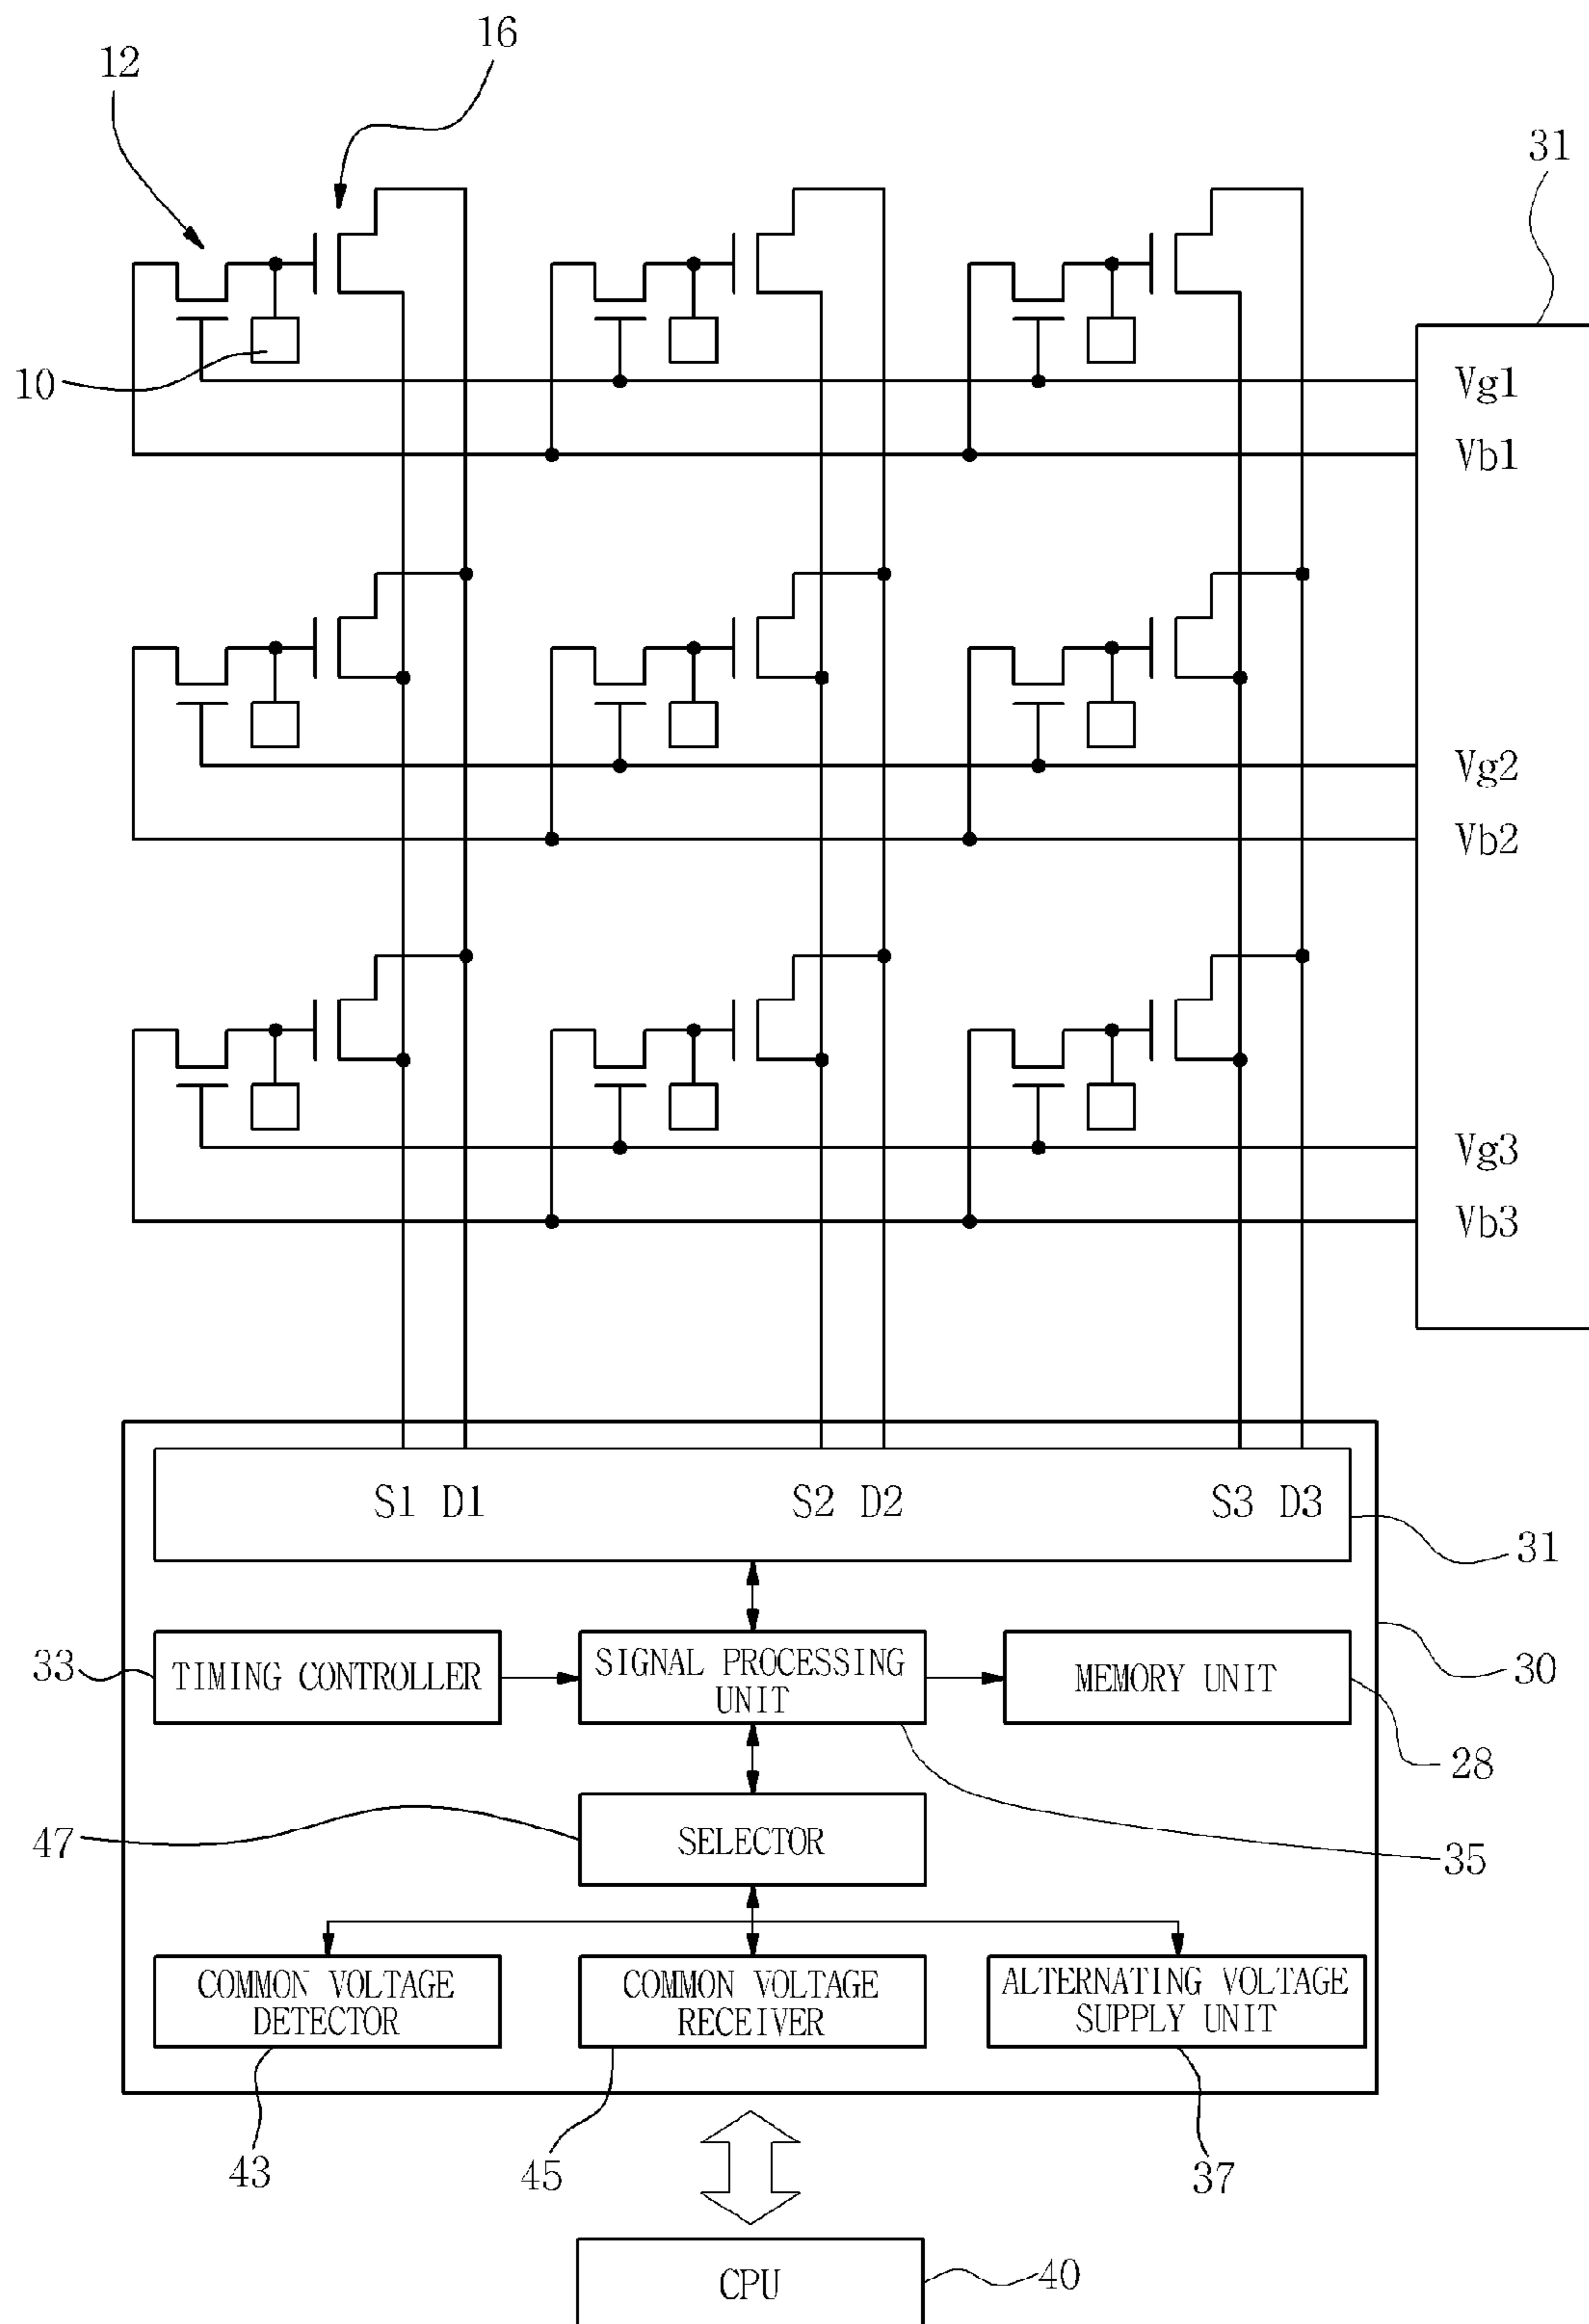 16
12
31
10
Vg1
Vb1
Vg2
Vb2
Vg3
Vb3
S1 D1
S2 D2
S3 D3
31
33
TIMING CONTROLLER
SIGNAL PROCESSING
UNIT
MEMORY UNIT
30
28
47
SELECTOR
35
COMMON VOLTAGE
DETECTOR
COMMON VOLTAGE
RECEIVER
ALTERNATING VOLTAGE
SUPPLY UNIT
43
45
37
CPU
40